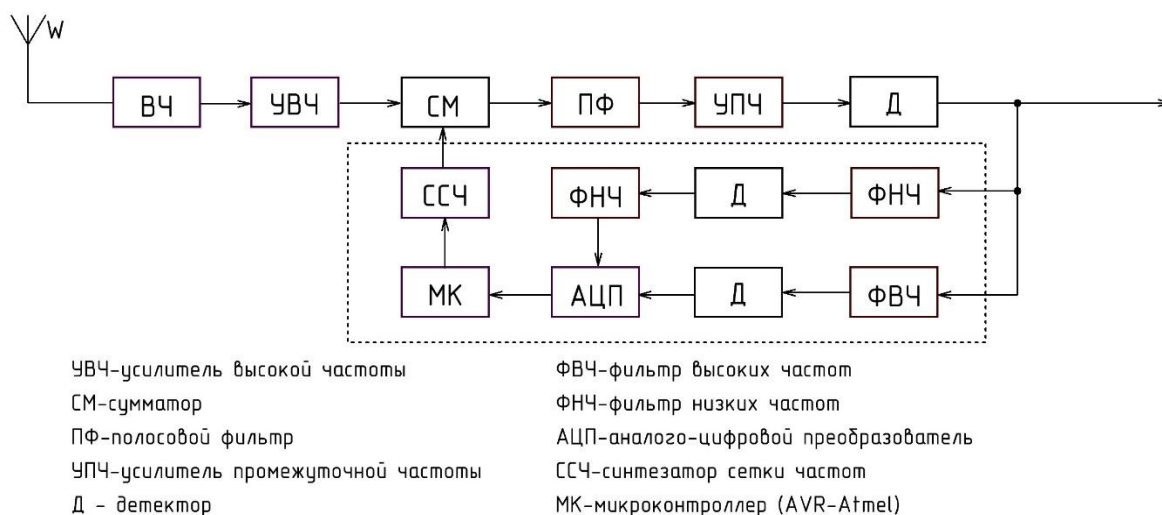 W
ВЧ УВЧ СМ ПФ УПЧ Д
ССЧ ФНЧ Д ФНЧ
МК АЦП Д ФВЧ
УВЧ-усилитель высокой частоты
СМ-сумматор
ПФ-полосовой фильтр
УПЧ-усилитель промежуточной частоты
Д - детектор
ФВЧ-фильтр высоких частот
ФНЧ-фильтр низких частот
АЦП-аналого-цифровой преобразователь
ССЧ-синтезатор сетки частот
МК-микроконтроллер (AVR-Atmel)